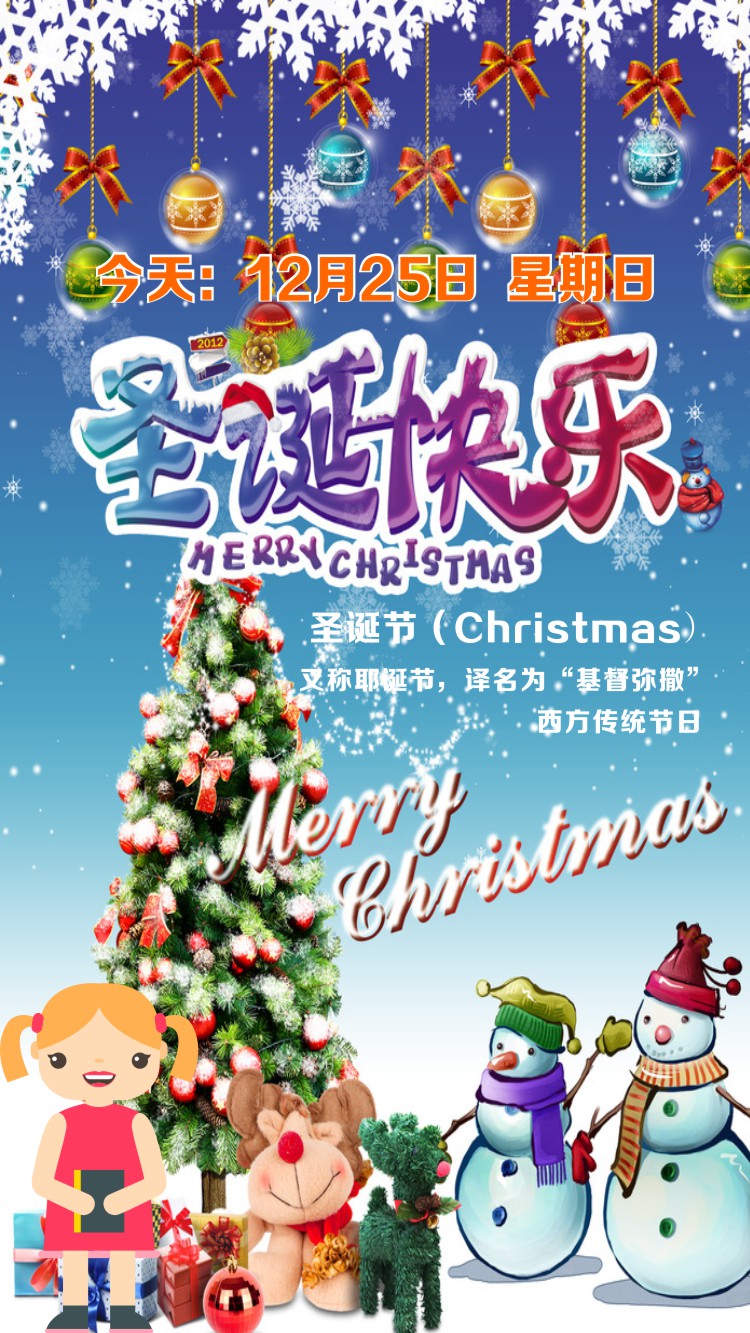 今天：12月25日 星期日
2012
圣诞快乐
MERRY CHRISTMAS
圣诞节（Christmas）
又称耶诞节，译名为“基督弥撒”
西方传统节日
Merry
Christmas